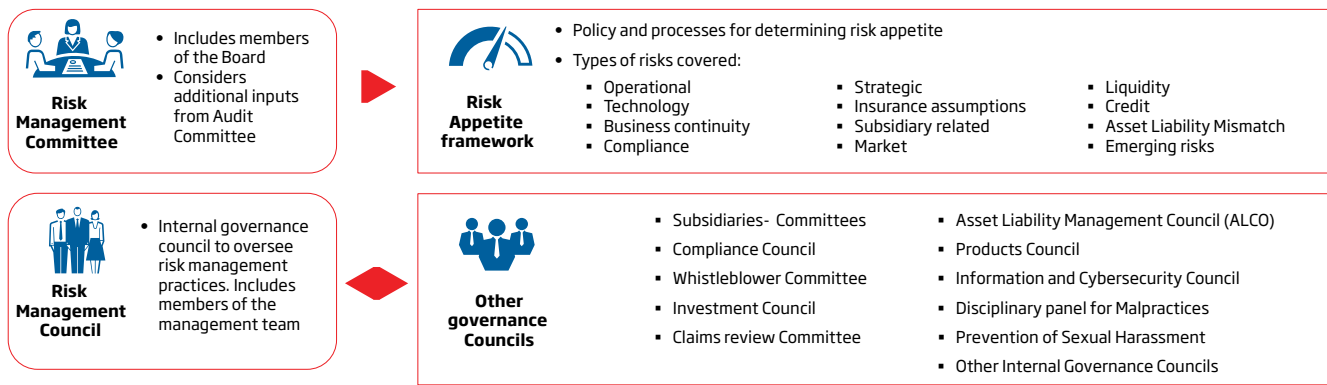 Risk
Management
Committee
• Includes members
of the Board
• Considers
additional inputs
from Audit
Committee
Risk
Appetite
framework
• Policy and processes for determining risk appetite
• Types of risks covered:
▪ Operational
▪ Technology
▪ Business continuity
▪ Compliance
▪ Strategic
▪ Insurance assumptions
▪ Subsidiary related
▪ Market
▪ Liquidity
▪ Credit
▪ Asset Liability Mismatch
▪ Emerging risks
Risk
Management
Council
• Internal governance
council to oversee
risk management
practices. Includes
members of the
management team
Other
governance
Councils
▪ Subsidiaries- Committees
▪ Compliance Council
▪ Whistleblower Committee
▪ Investment Council
▪ Claims review Committee
▪ Asset Liability Management Council (ALCO)
▪ Products Council
▪ Information and Cybersecurity Council
▪ Disciplinary panel for Malpractices
▪ Prevention of Sexual Harassment
▪ Other Internal Governance Councils